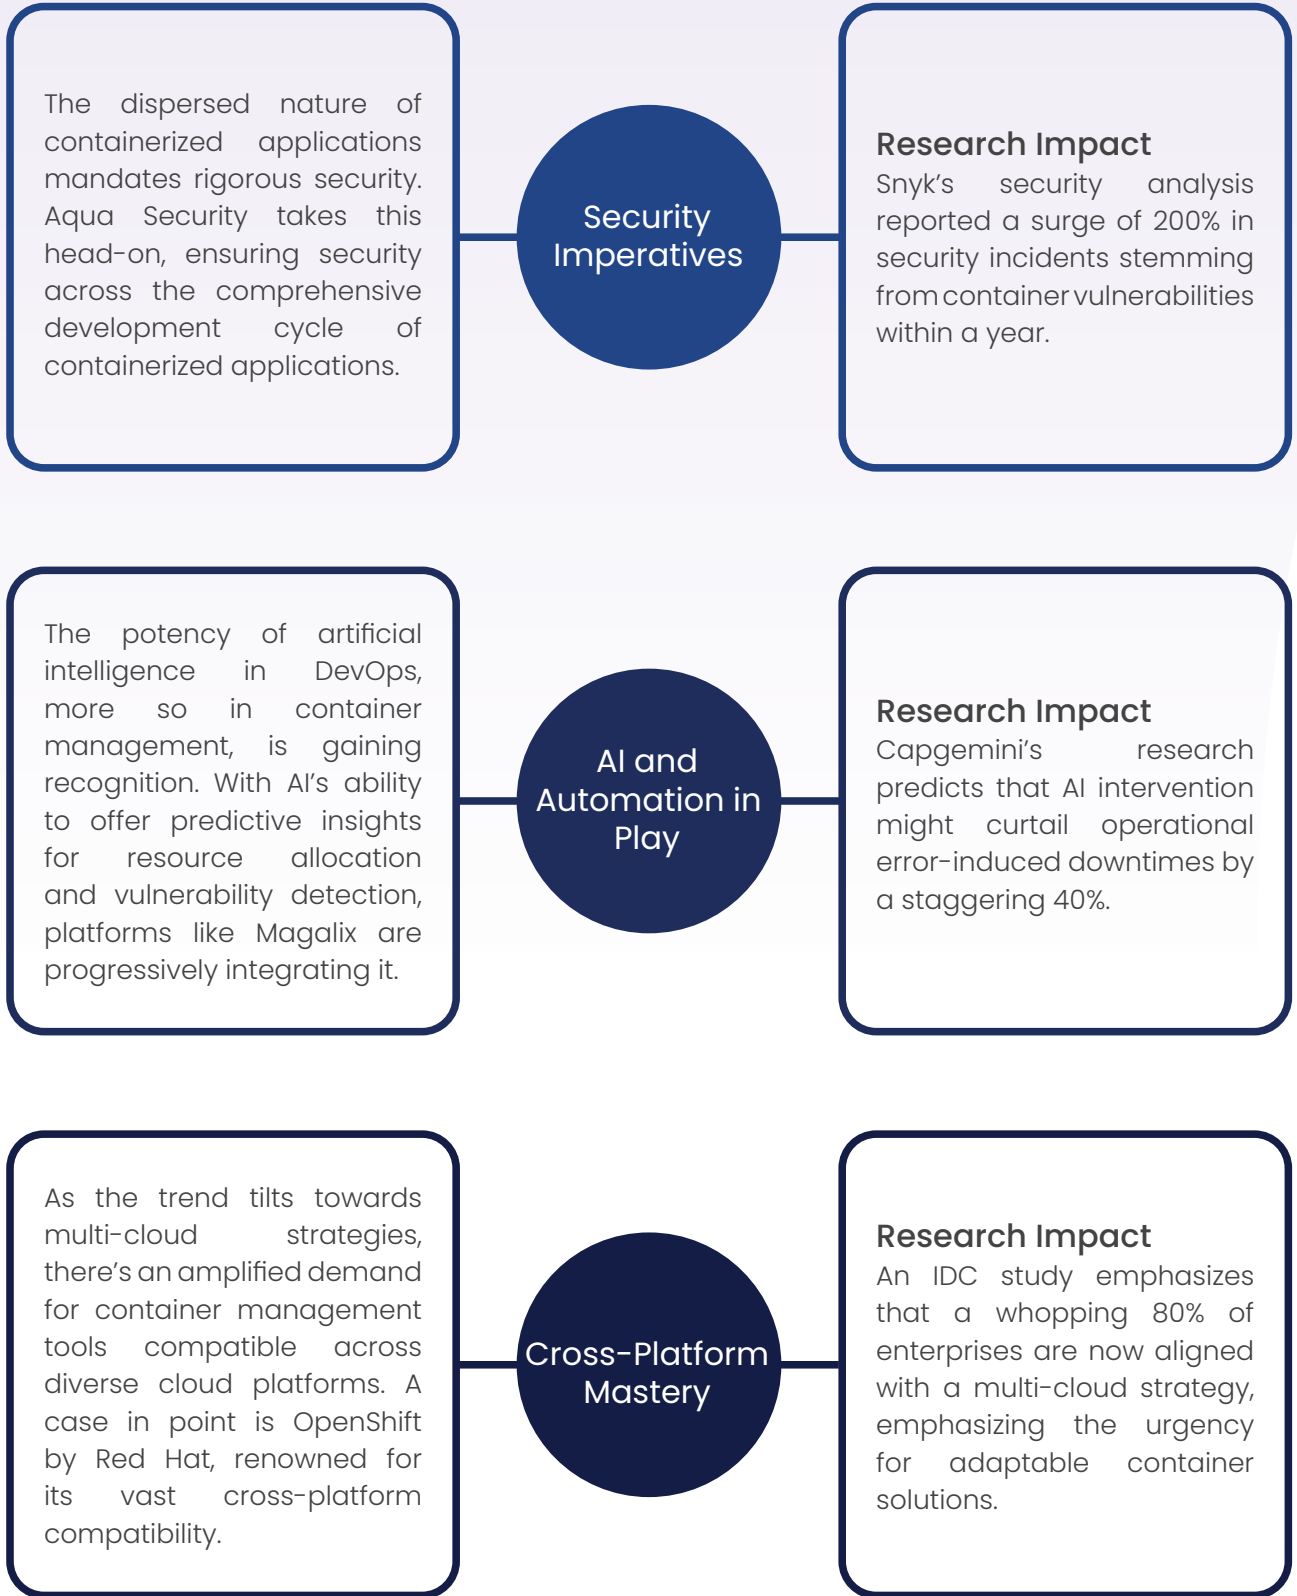 The dispersed nature of
containerized applications
mandates rigorous security.
Aqua Security takes this
head-on, ensuring security
across the comprehensive
development cycle of
containerized applications.
Security
Imperatives
Research Impact
Snyk’s security analysis
reported a surge of 200% in
security incidents stemming
from container vulnerabilities
within a year.
The potency of artificial
intelligence in DevOps,
more so in container
management, is gaining
recognition. With AI’s ability
to offer predictive insights
for resource allocation
and vulnerability detection,
platforms like Magalix are
progressively integrating it.
AI and
Automation in
Play
Research Impact
Capgemini’s research
predicts that AI intervention
might curtail operational
error-induced downtimes by
a staggering 40%.
As the trend tilts towards
multi-cloud strategies,
there’s an amplified demand
for container management
tools compatible across
diverse cloud platforms. A
case in point is OpenShift
by Red Hat, renowned for
its vast cross-platform
compatibility.
Cross-Platform
Mastery
Research Impact
An IDC study emphasizes
that a whopping 80% of
enterprises are now aligned
with a multi-cloud strategy,
emphasizing the urgency
for adaptable container
solutions.